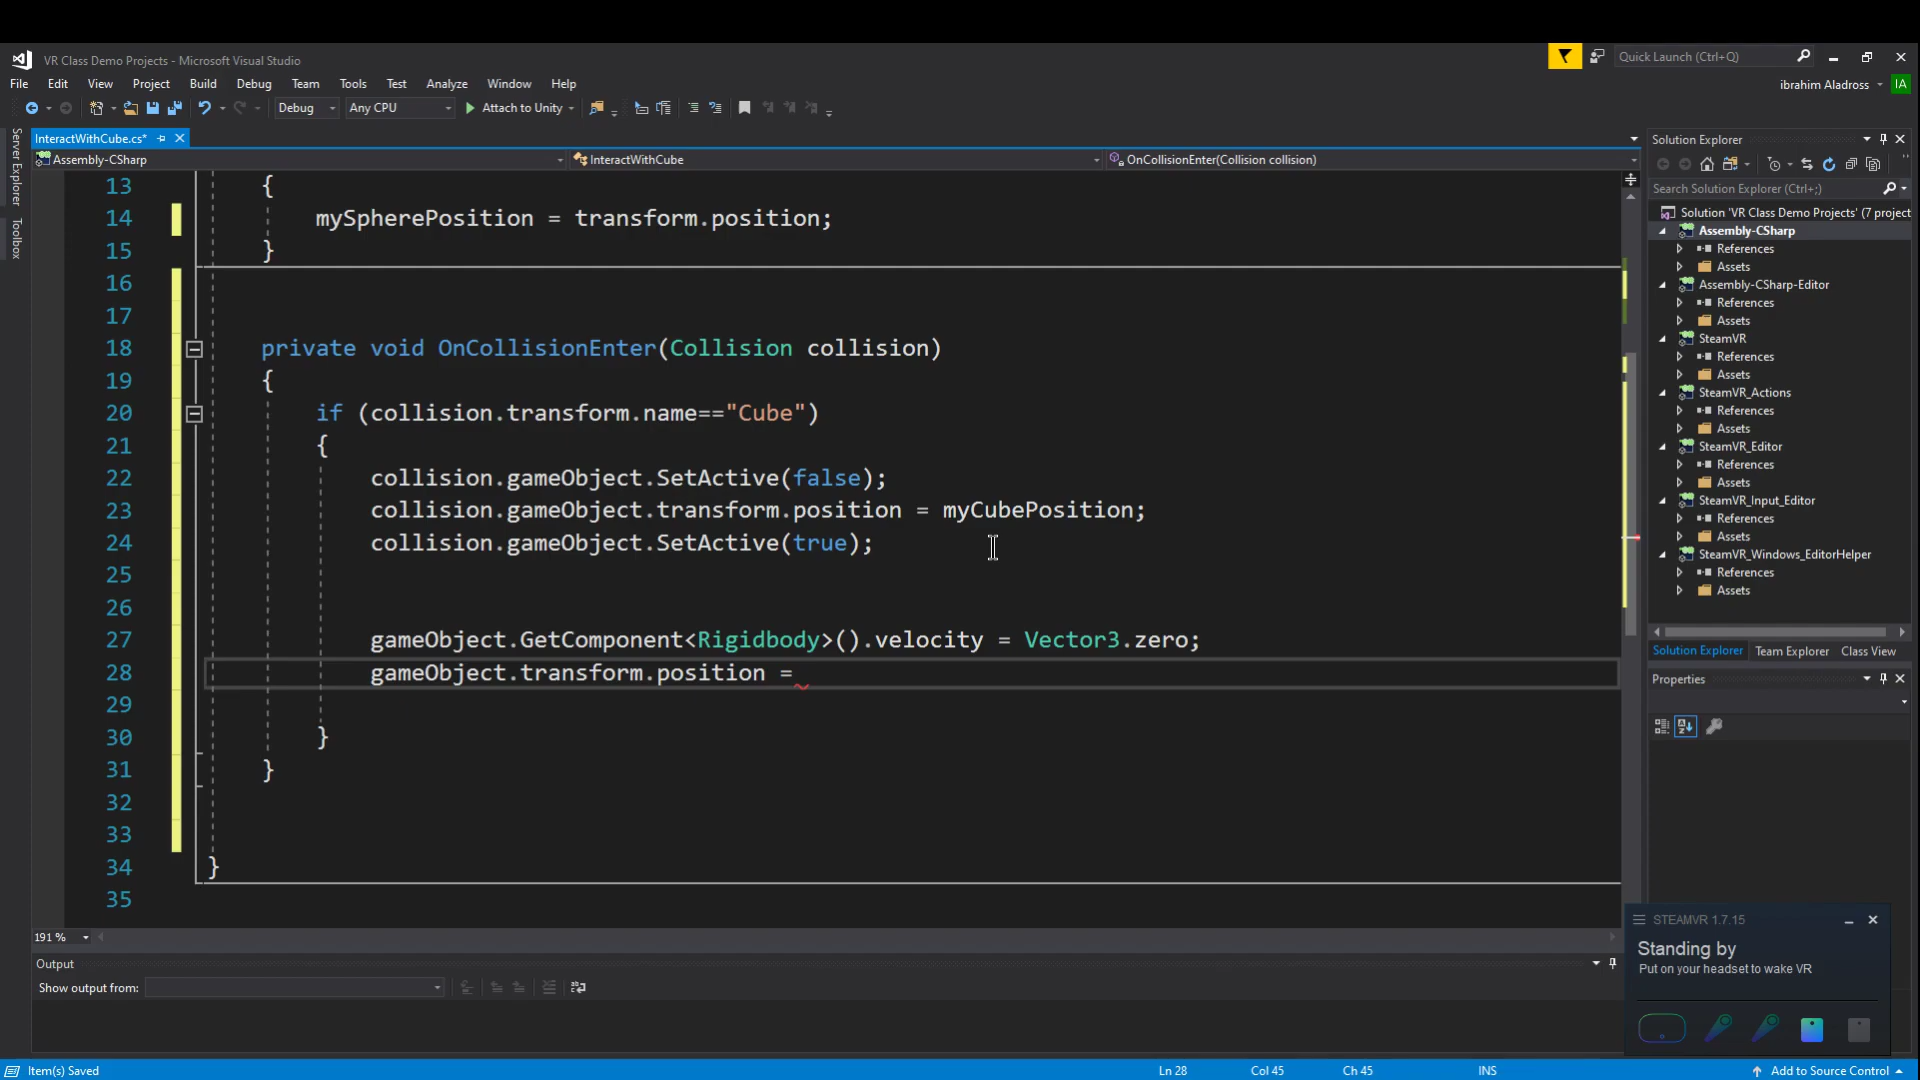 VR Class Demo Projects - Microsoft Visual Studio
Quick Launch (Ctrl+Q)
File Edit View Project Build Debug Team Tools Test Analyze Window Help
ibrahim Aladross IA
Debug Any CPU Attach to Unity
Server Explorer
Toolbox
InteractWithCube.cs*
Assembly-CSharp InteractWithCube OnCollisionEnter(Collision collision)
13 {
14 mySpherePosition = transform.position;
15 }
16
17
18 private void OnCollisionEnter(Collision collision)
19 {
20 if (collision.transform.name=="Cube")
21 {
22 collision.gameObject.SetActive(false);
23 collision.gameObject.transform.position = myCubePosition;
24 collision.gameObject.SetActive(true);
25
26
27 gameObject.GetComponent<Rigidbody>().velocity = Vector3.zero;
28 gameObject.transform.position =
29
30 }
31 }
32
33
34 }
35
191 %
Output
Show output from:
Solution Explorer
Search Solution Explorer (Ctrl+;)
Solution 'VR Class Demo Projects' (7 project
Assembly-CSharp
References
Assets
Assembly-CSharp-Editor
References
Assets
SteamVR
References
Assets
SteamVR_Actions
References
Assets
SteamVR_Editor
References
Assets
SteamVR_Input_Editor
References
Assets
SteamVR_Windows_EditorHelper
References
Assets
Solution Explorer Team Explorer Class View
Properties
STEAMVR 1.7.15
Standing by
Put on your headset to wake VR
Item(s) Saved Ln 28 Col 45 Ch 45 INS Add to Source Control